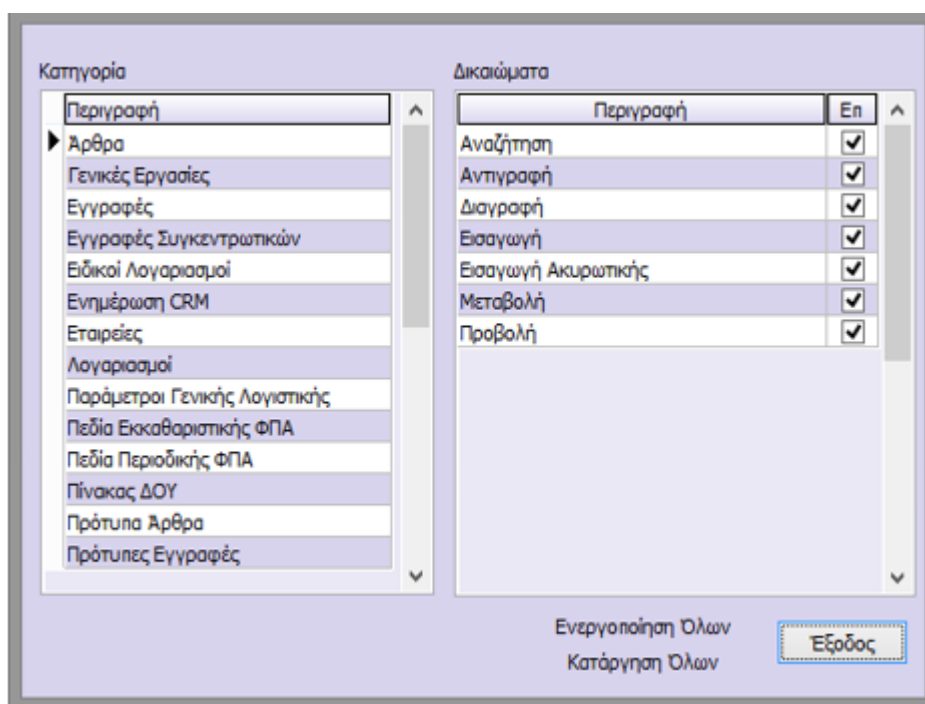 Κατηγορία
Περιγραφή
Άρθρα
Γενικές Εργασίες
Εγγραφές
Εγγραφές Συγκεντρωτικών
Ειδικοί Λογαριασμοί
Ενημέρωση CRM
Εταιρείες
Λογαριασμοί
Παράμετροι Γενικής Λογιστικής
Πεδία Εκκαθαριστικής ΦΠΑ
Πεδία Περιοδικής ΦΠΑ
Πίνακας ΔΟΥ
Πρότυπα Άρθρα
Πρότυπες Εγγραφές
Δικαιώματα
Περιγραφή Επ
Αναζήτηση
Αντιγραφή
Διαγραφή
Εισαγωγή
Εισαγωγή Ακυρωτικής
Μεταβολή
Προβολή
Ενεργοποίηση Όλων
Κατάργηση Όλων
Έξοδος